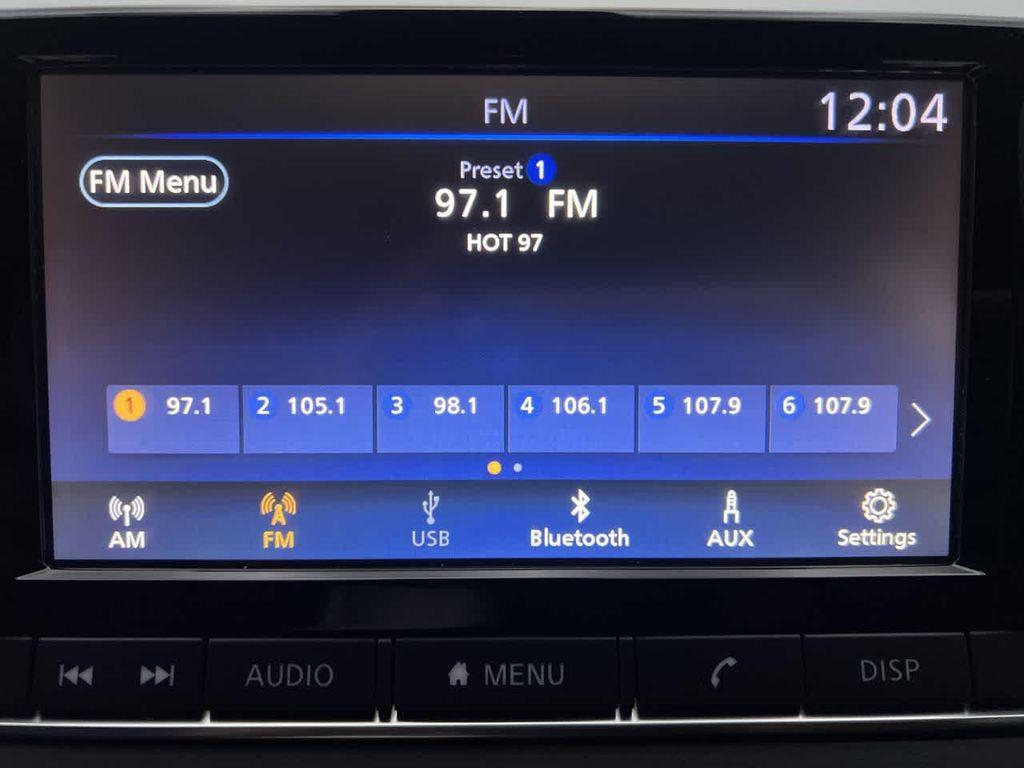 FM 12:04
FM Menu
Preset 1
97.1 FM
HOT 97
1 97.1 2 105.1 3 98.1 4 106.1 5 107.9 6 107.9
AM FM USB Bluetooth AUX Settings
AUDIO MENU DISP